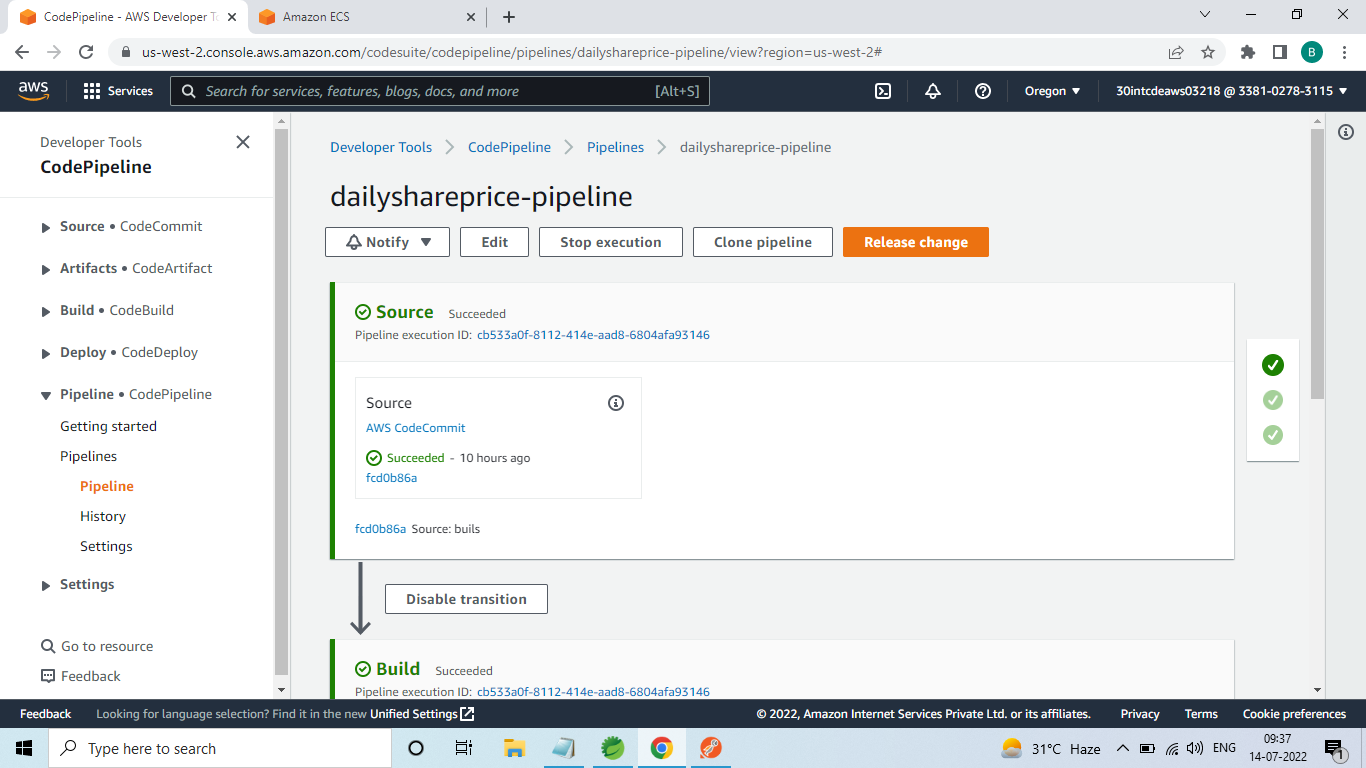 CodePipeline - AWS Developer To
Amazon ECS
us-west-2.console.aws.amazon.com/codesuite/codepipeline/pipelines/dailyshareprice-pipeline/view?region=us-west-2#
B
aws
Services
Search for services, features, blogs, docs, and more
[Alt+S]
Oregon
30intcdeaws03218 @ 3381-0278-3115
Developer Tools
CodePipeline
Source • CodeCommit
Artifacts • CodeArtifact
Build • CodeBuild
Deploy • CodeDeploy
Pipeline • CodePipeline
Getting started
Pipelines
Pipeline
History
Settings
Settings
Go to resource
Feedback
Developer Tools
CodePipeline
Pipelines
dailyshareprice-pipeline
dailyshareprice-pipeline
Notify
Edit
Stop execution
Clone pipeline
Release change
Source Succeeded
Pipeline execution ID: cb533a0f-8112-414e-aad8-6804afa93146
Source
AWS CodeCommit
Succeeded - 10 hours ago
fcd0b86a
fcd0b86a Source: buils
Disable transition
Build Succeeded
Pipeline execution ID: cb533a0f-8112-414e-aad8-6804afa93146
Feedback
Looking for language selection? Find it in the new Unified Settings
© 2022, Amazon Internet Services Private Ltd. or its affiliates.
Privacy
Terms
Cookie preferences
Type here to search
31°C Haze
ENG
09:37
14-07-2022
1